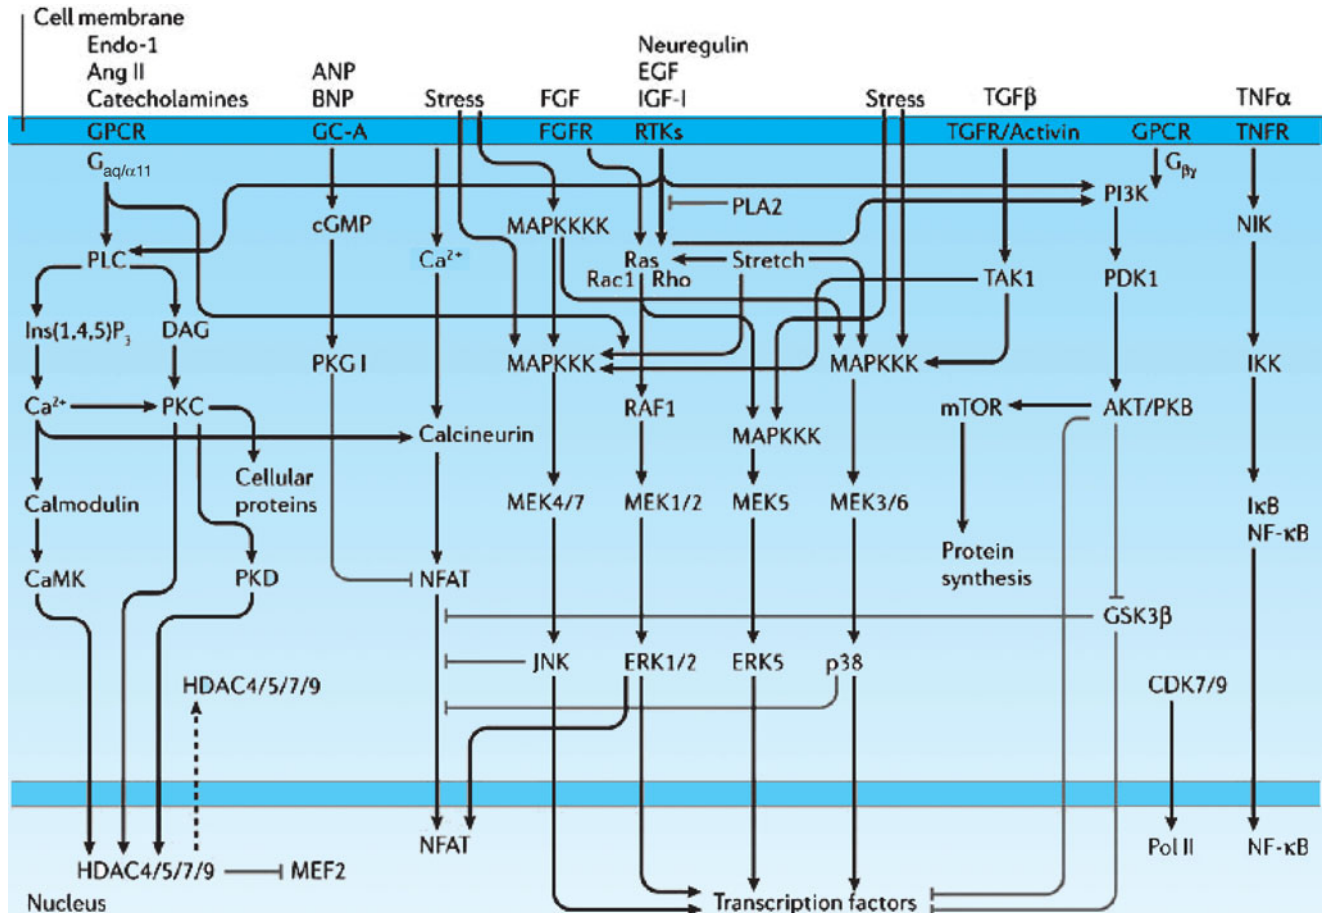 Cell membrane
Endo-1
Ang II
Catecholamines
ANP
BNP
Stress
FGF
Neuregulin
EGF
IGF-I
Stress
TGFβ
TNFα
GPCR
GC-A
FGFR
RTKs
TGFR/Activin
GPCR
TNFR
Gaq/α11
Gβγ
PI3K
PLA2
cGMP
MAPKKKK
NIK
PLC
Ca²⁺
Ras
Stretch
Rac1
Rho
TAK1
PDK1
Ins(1,4,5)P₃
DAG
PKG I
MAPKKK
MAPKKK
IKK
Ca²⁺
PKC
RAF1
mTOR
AKT/PKB
Calcineurin
MAPKKK
Cellular
proteins
Calmodulin
MEK4/7
MEK1/2
MEK5
MEK3/6
IκB
NF-κB
Protein
synthesis
CaMK
PKD
NFAT
GSK3β
JNK
ERK1/2
ERK5
p38
HDAC4/5/7/9
CDK7/9
NFAT
Pol II
NF-κB
HDAC4/5/7/9
MEF2
Nucleus
Transcription factors